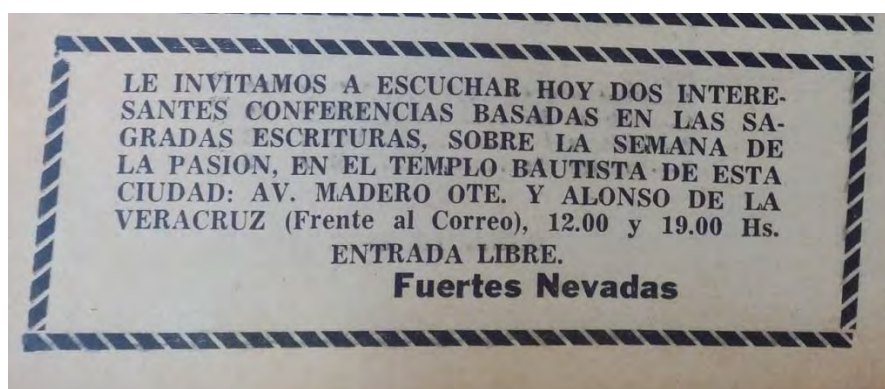 LE INVITAMOS A ESCUCHAR HOY DOS INTERE-
SANTES CONFERENCIAS BASADAS EN LAS SA-
GRADAS ESCRITURAS, SOBRE LA SEMANA DE
LA PASION, EN EL TEMPLO BAUTISTA DE ESTA
CIUDAD: AV. MADERO OTE. Y ALONSO DE LA
VERACRUZ (Frente al Correo), 12.00 y 19.00 Hs.
ENTRADA LIBRE.
Fuertes Nevadas